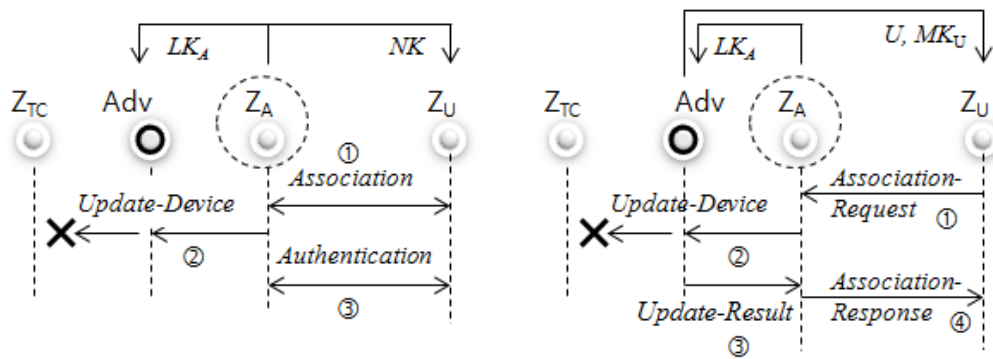 LK_A NK
Z_TC Adv Z_A Z_U
①
Association
Update-Device
②
Authentication
③
LK_A U, MK_U
Z_TC Adv Z_A Z_U
Association-
Request ①
Update-Device
②
Update-Result
③
Association-
Response ④